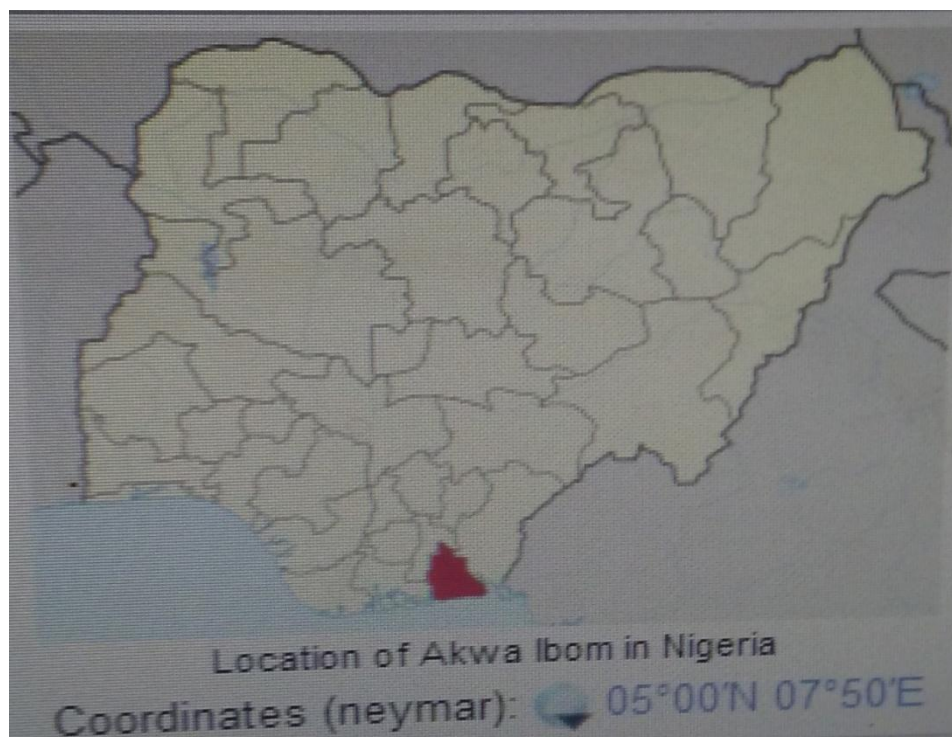 Location of Akwa Ibom in Nigeria
Coordinates (neymar): 05°00′N 07°50′E